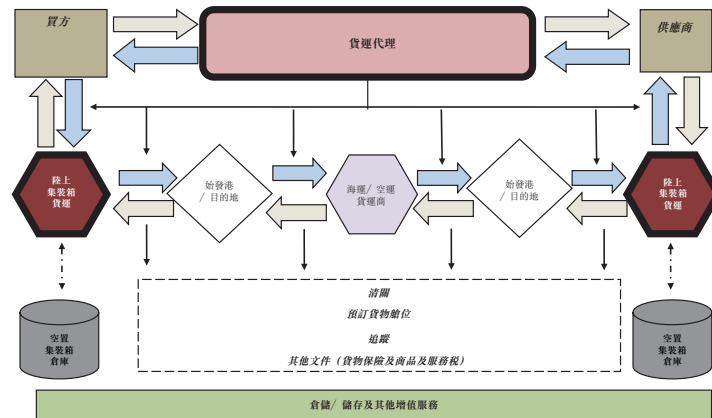 買方
貨運代理
供應商
陸上
集裝箱
貨運
始發港
/ 目的地
海運/ 空運
貨運商
始發港
/ 目的地
陸上
集裝箱
貨運
空置
集裝箱
倉庫
清關
預訂貨物艙位
追蹤
其他文件 (貨物保險及商品及服務稅)
空置
集裝箱
倉庫
倉儲/ 儲存及其他增值服務